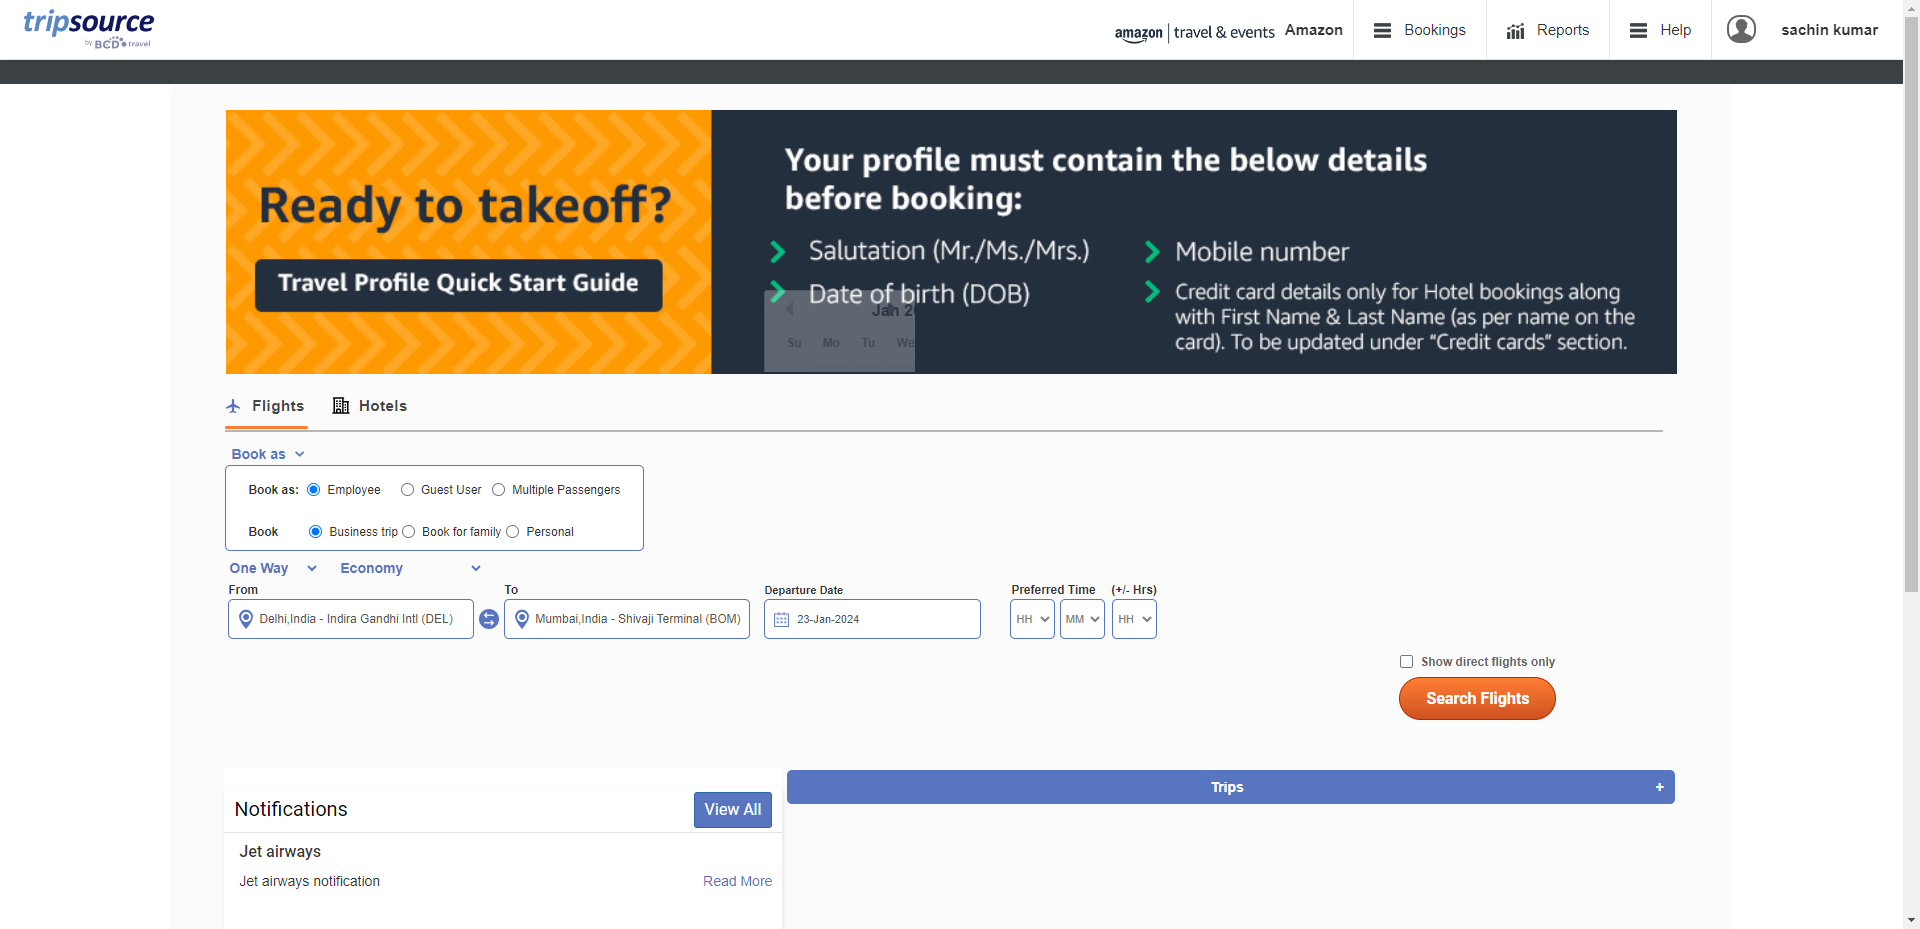 tripsource
by BCD travel
amazon | travel & events Amazon
Bookings
Reports
Help
sachin kumar
Ready to takeoff?
Travel Profile Quick Start Guide
Your profile must contain the below details
before booking:
Salutation (Mr./Ms./Mrs.)
Date of birth (DOB)
Mobile number
Credit card details only for Hotel bookings along
with First Name & Last Name (as per name on the
card). To be updated under “Credit cards” section.
Jan
Su Mo Tu We
Flights Hotels
Book as
Book as: Employee Guest User Multiple Passengers
Book Business trip Book for family Personal
One Way Economy
From To Departure Date Preferred Time (+/- Hrs)
Delhi,India - Indira Gandhi Intl (DEL) Mumbai,India - Shivaji Terminal (BOM) 23-Jan-2024 HH MM HH
Show direct flights only
Search Flights
Trips +
Notifications View All
Jet airways
Jet airways notification Read More